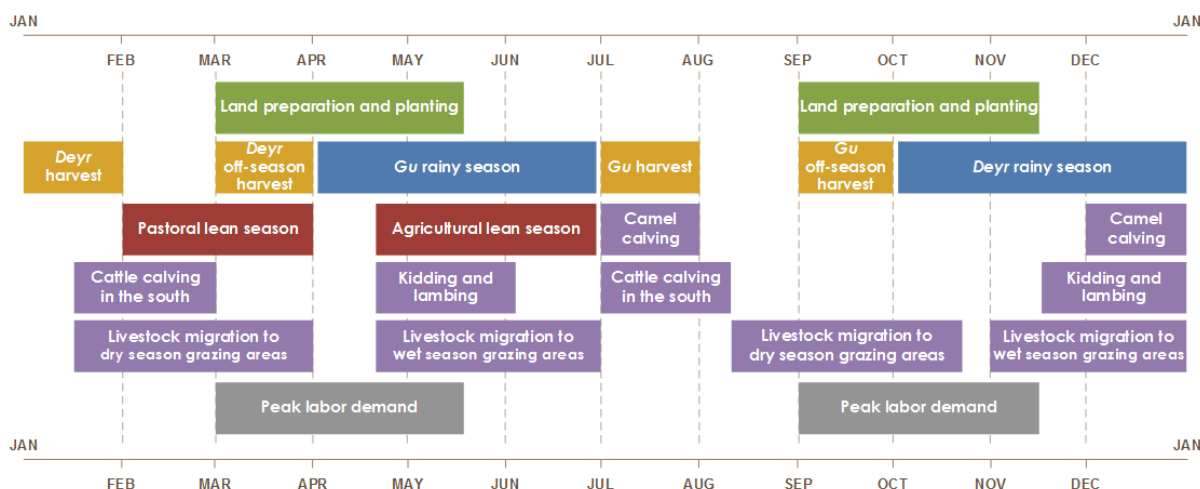 JAN JAN
FEB MAR APR MAY JUN JUL AUG SEP OCT NOV DEC
Land preparation and planting
Land preparation and planting
Deyr
harvest
Deyr
off-season
harvest
Gu rainy season
Gu harvest
Gu
off-season
harvest
Deyr rainy season
Pastoral lean season
Agricultural lean season
Camel
calving
Camel
calving
Cattle calving
in the south
Kidding and
lambing
Cattle calving
in the south
Kidding and
lambing
Livestock migration to
dry season grazing areas
Livestock migration to
wet season grazing areas
Livestock migration to
dry season grazing areas
Livestock migration to
wet season grazing areas
Peak labor demand
Peak labor demand
JAN JAN
FEB MAR APR MAY JUN JUL AUG SEP OCT NOV DEC